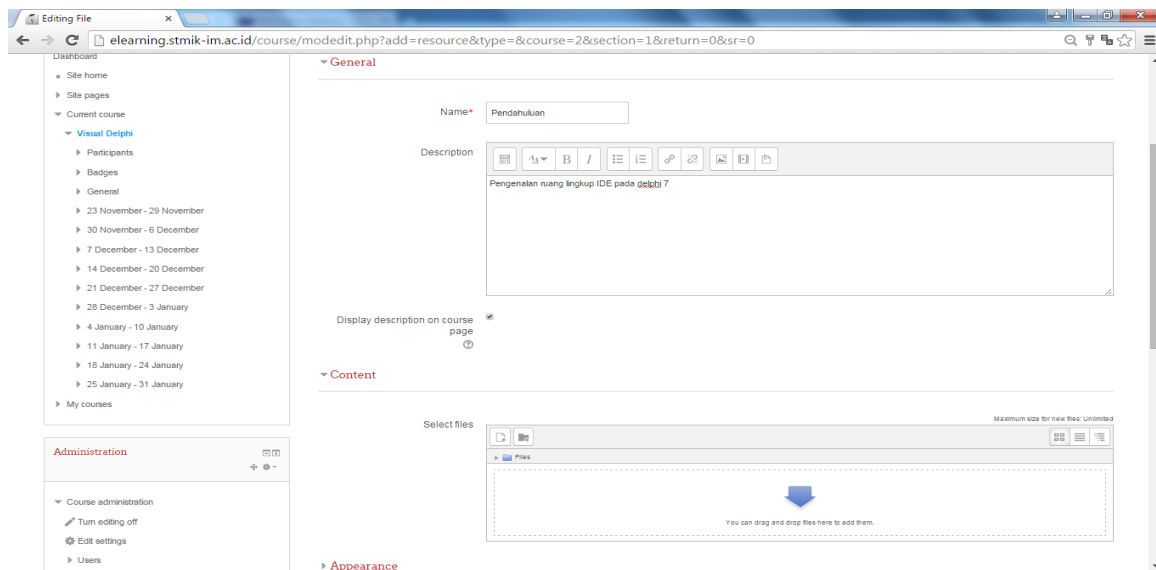 Editing File
elearning.stmik-im.ac.id/course/modedit.php?add=resource&type=&course=2&section=1&return=0&sr=0
Dashboard
Site home
Site pages
Current course
Visual Delphi
Participants
Badges
General
23 November - 29 November
30 November - 6 December
7 December - 13 December
14 December - 20 December
21 December - 27 December
28 December - 3 January
4 January - 10 January
11 January - 17 January
18 January - 24 January
25 January - 31 January
My courses
Administration
Course administration
Turn editing off
Edit settings
Users
General
Name*
Pendahuluan
Description
Pengenalan ruang lingkup IDE pada delphi 7
Display description on course
page
Content
Select files
Maximum size for new files: Unlimited
Files
You can drag and drop files here to add them.
Appearance